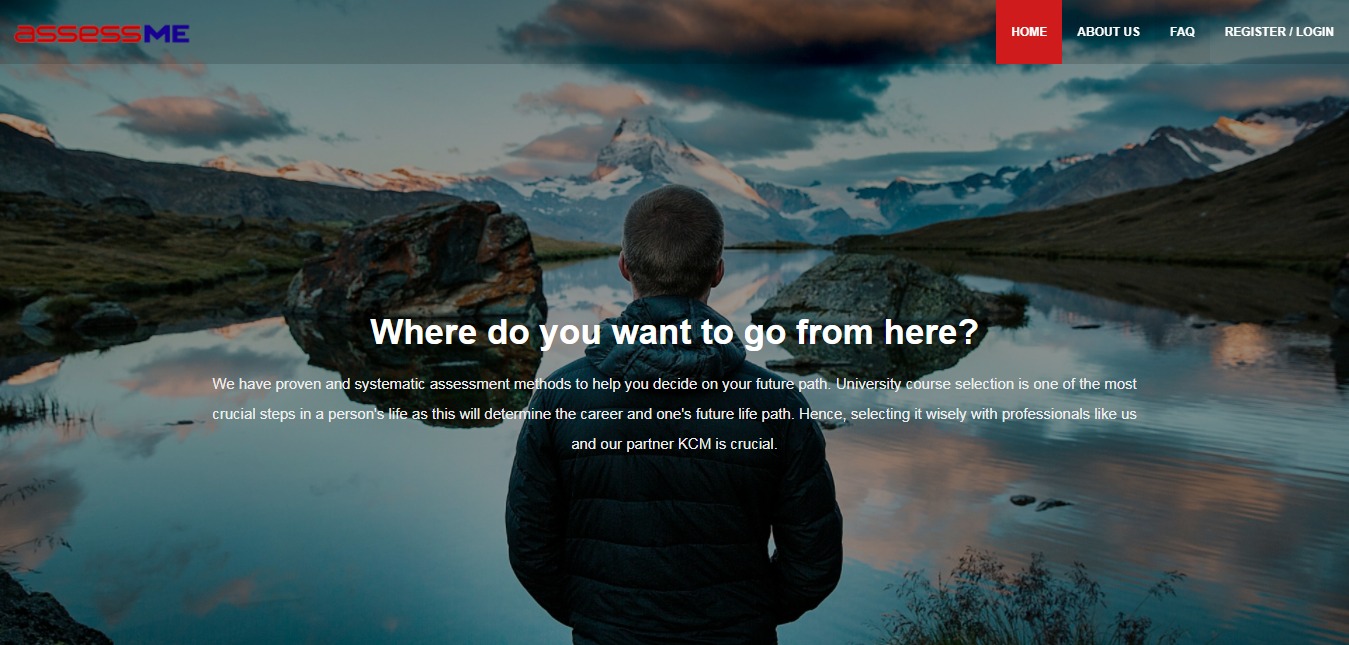 assessME
HOME
ABOUT US
FAQ
REGISTER / LOGIN
Where do you want to go from here?
We have proven and systematic assessment methods to help you decide on your future path. University course selection is one of the most
crucial steps in a person's life as this will determine the career and one's future life path. Hence, selecting it wisely with professionals like us
and our partner KCM is crucial.